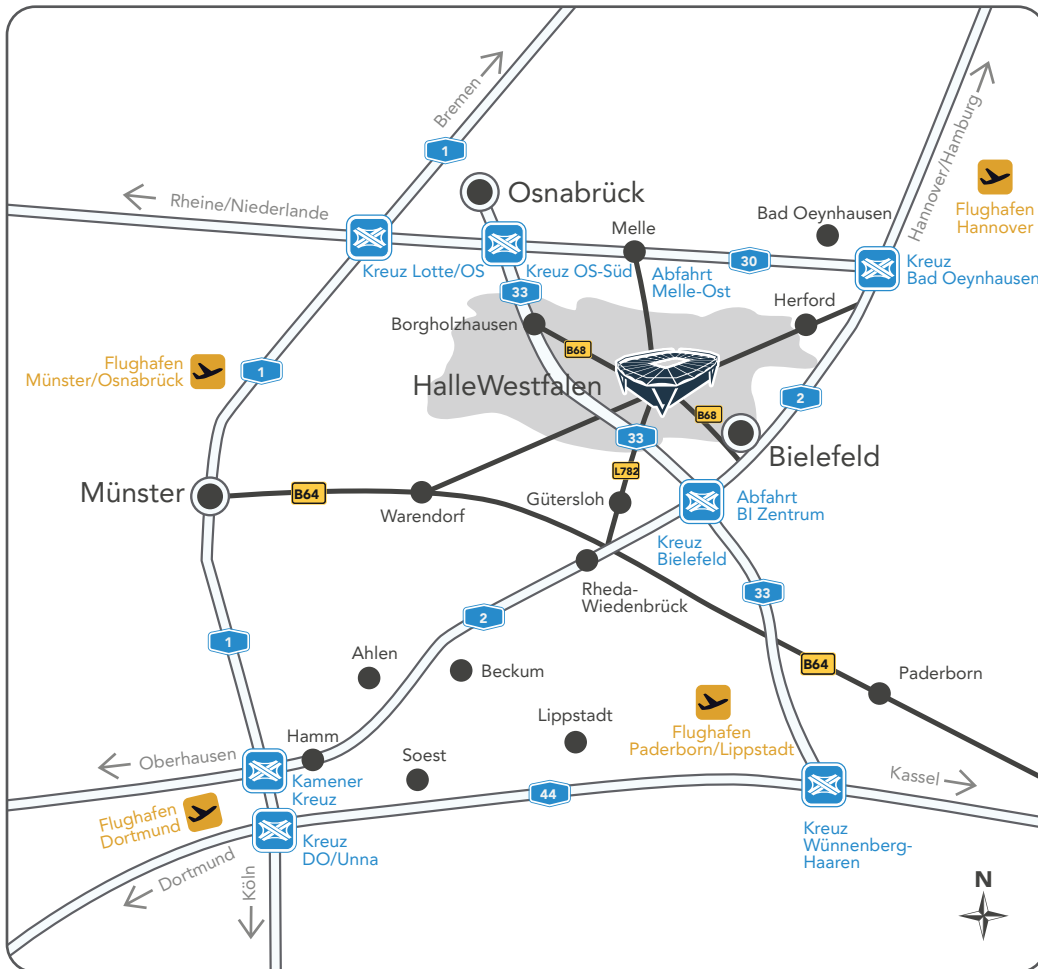 Bremen
Hannover/Hamburg
1
Osnabrück
Rheine/Niederlande
Flughafen
Hannover
Bad Oeynhausen
Melle
Kreuz Lotte/OS
Kreuz OS-Süd
Abfahrt
Melle-Ost
30
Kreuz
Bad Oeynhausen
33
Herford
Borgholzhausen
B68
Flughafen
Münster/Osnabrück
1
HalleWestfalen
2
B68
33
Bielefeld
L782
Münster
B64
Warendorf
Gütersloh
Abfahrt
BI Zentrum
Kreuz
Bielefeld
Rheda-
Wiedenbrück
33
2
1
Ahlen
Beckum
B64
Paderborn
Lippstadt
Flughafen
Paderborn/Lippstadt
Hamm
Soest
Oberhausen
Kamener
Kreuz
44
Kassel
Flughafen
Dortmund
Kreuz
DO/Unna
Kreuz
Wünnenberg-
Haaren
Dortmund
Köln
N